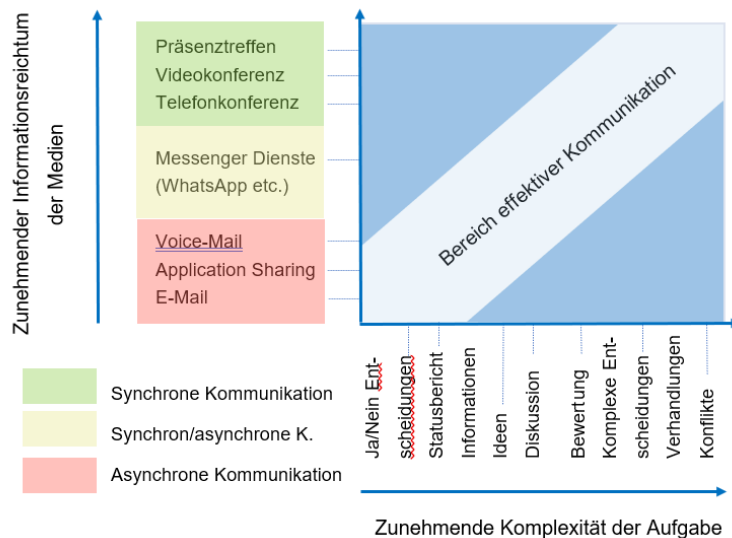 Zunehmender Informationsreichtum
der Medien
Präsenztreffen
Videokonferenz
Telefonkonferenz
Messenger Dienste
(WhatsApp etc.)
Voice-Mail
Application Sharing
E-Mail
Bereich effektiver Kommunikation
Synchrone Kommunikation
Synchron/asynchrone K.
Asynchrone Kommunikation
Ja/Nein Ent-
scheidungen
Statusbericht
Informationen
Ideen
Diskussion
Bewertung
Komplexe Ent-
scheidungen
Verhandlungen
Konflikte
Zunehmende Komplexität der Aufgabe